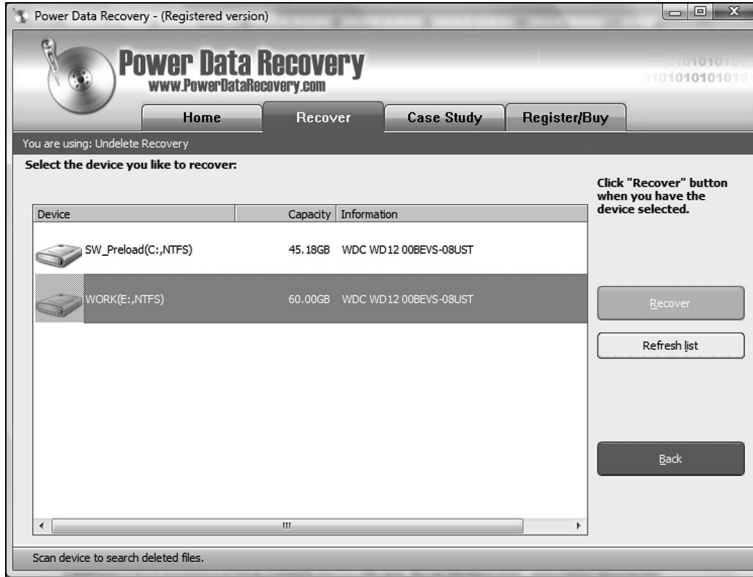 Power Data Recovery - (Registered version)
Power Data Recovery
www.PowerDataRecovery.com
Home Recover Case Study Register/Buy
You are using: Undelete Recovery
Select the device you like to recover:
Click "Recover" button
when you have the
device selected.
Device Capacity Information
SW_Preload(C:,NTFS) 45.18GB WDC WD12 00BEVS-08UST
WORK(E:,NTFS) 60.00GB WDC WD12 00BEVS-08UST
Recover
Refresh list
Back
Scan device to search deleted files.